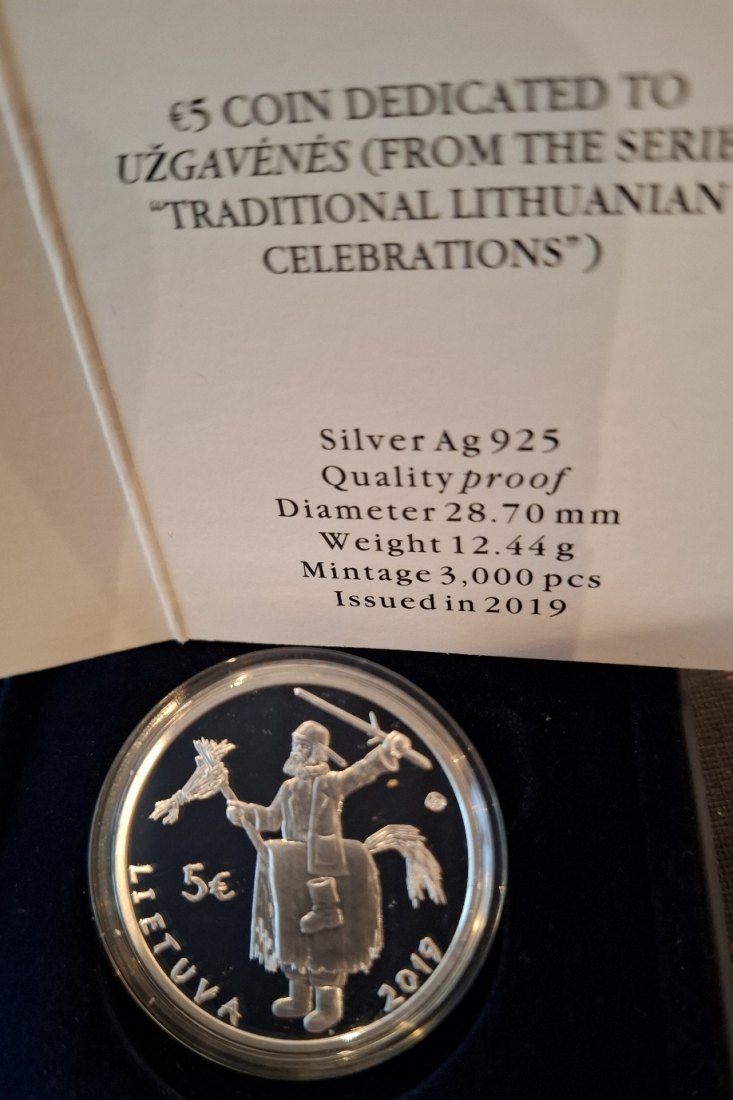 €5 COIN DEDICATED TO
UŽGAVĖNĖS (FROM THE SERIE
“TRADITIONAL LITHUANIAN
CELEBRATIONS”)
Silver Ag 925
Quality proof
Diameter 28.70 mm
Weight 12.44 g
Mintage 3,000 pcs
Issued in 2019
5€
LIETUVA
2019